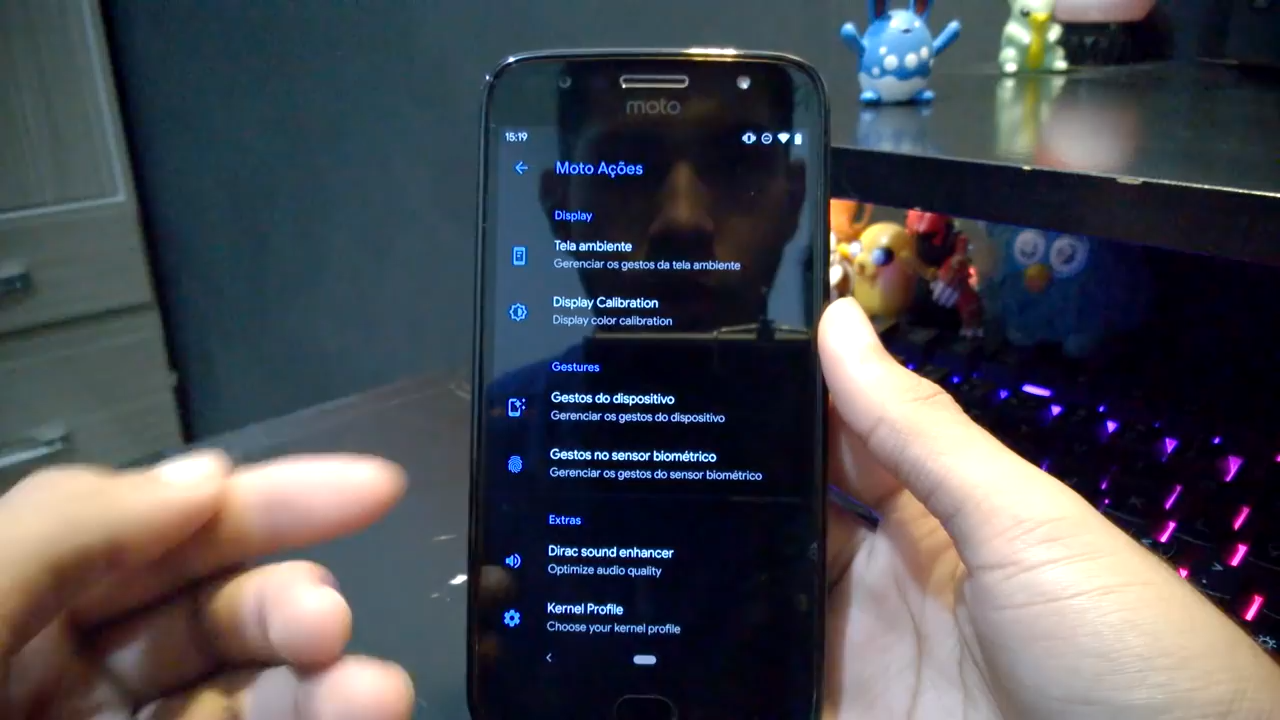 moto
15:19
Moto Ações
Display
Tela ambiente
Gerenciar os gestos da tela ambiente
Display Calibration
Display color calibration
Gestures
Gestos do dispositivo
Gerenciar os gestos do dispositivo
Gestos no sensor biométrico
Gerenciar os gestos do sensor biométrico
Extras
Dirac sound enhancer
Optimize audio quality
Kernel Profile
Choose your kernel profile